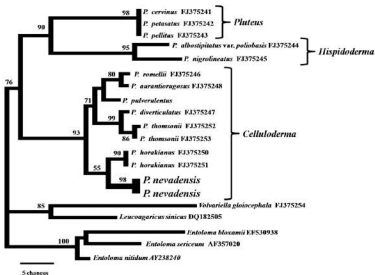 98
P. cervinus FJ375241
P. petasatus FJ375242
P. pellitus FJ375243
Pluteus
90
P. albostipitatus var. poliobasis FJ375244
95
P. nigrolineatus FJ375245
Hispidoderma
76
80
P. romellii FJ375246
P. aurantiorugosus FJ375248
71
P. pulverulentus
P. diverticulatus FJ375247
99
P. thomsonii FJ375252
86
P. thomsonii FJ375253
93
Celluloderma
90
P. horakianus FJ375250
P. horakianus FJ375251
55
98
P. nevadensis
P. nevadensis
85
Volvariella gloiocephala FJ375254
Leucoagaricus sinicus DQ182505
100
Entoloma bloxamii EF530938
Entoloma sericeum AF357020
Entoloma nitidum AY238240
5 changes